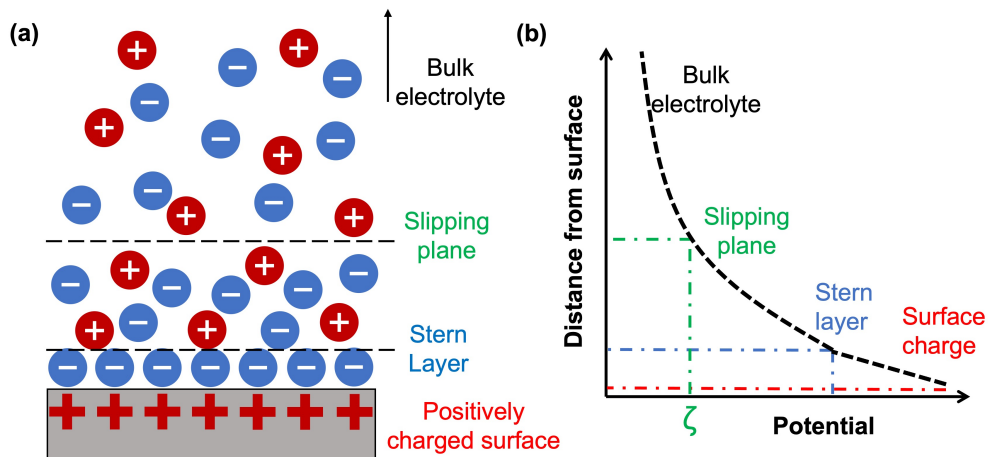 (a)
Bulk
electrolyte
Slipping
plane
Stern
Layer
Positively
charged surface
(b)
Distance from surface
Bulk
electrolyte
Slipping
plane
Stern
layer
Surface
charge
ζ
Potential